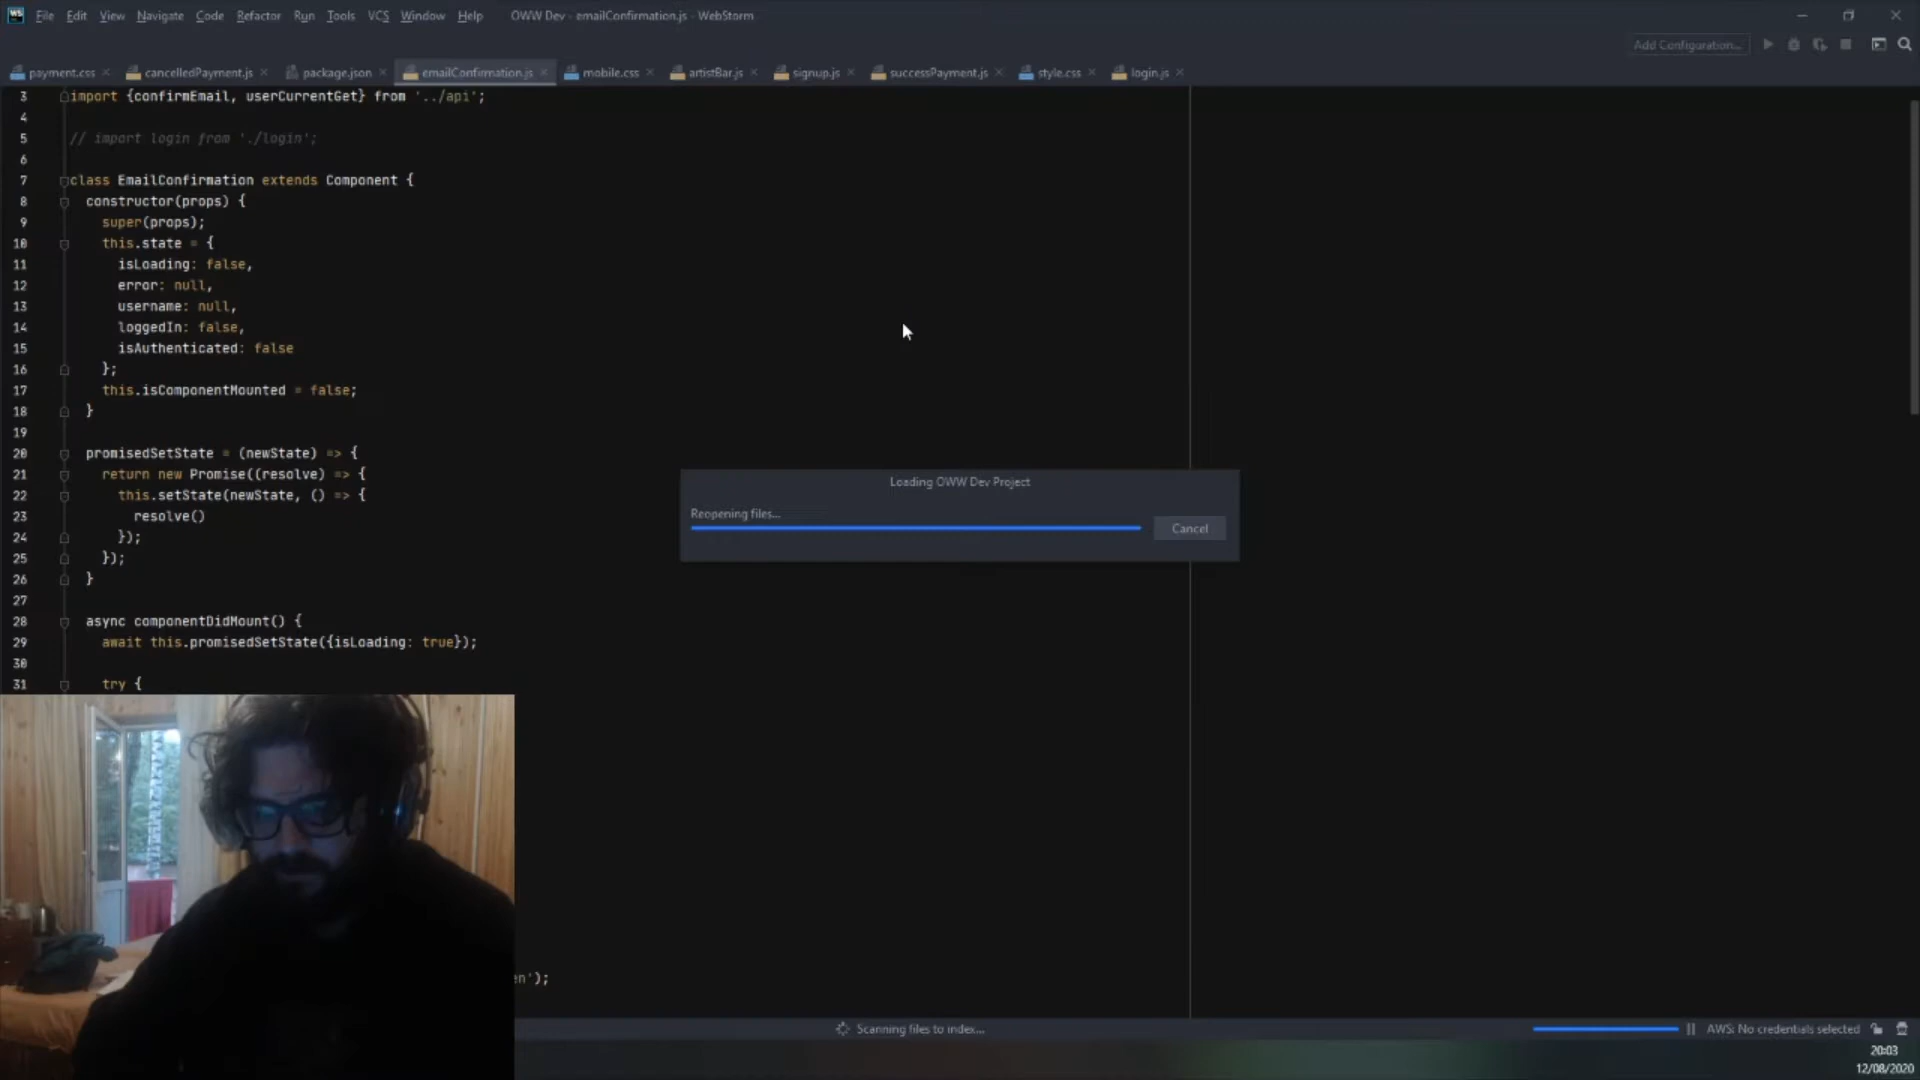 WS File Edit View Navigate Code Refactor Run Tools VCS Window Help OWW Dev - emailConfirmation.js - WebStorm
Add Configuration...
payment.css cancelledPayment.js package.json emailConfirmation.js mobile.css artistBar.js signup.js successPayment.js style.css login.js
3 import {confirmEmail, userCurrentGet} from '../api';
4
5 // import login from './login';
6
7 class EmailConfirmation extends Component {
8 constructor(props) {
9 super(props);
10 this.state = {
11 isLoading: false,
12 error: null,
13 username: null,
14 loggedIn: false,
15 isAuthenticated: false
16 };
17 this.isComponentMounted = false;
18 }
19
20 promisedSetState = (newState) => {
21 return new Promise((resolve) => {
22 this.setState(newState, () => {
23 resolve()
24 });
25 });
26 }
27
28 async componentDidMount() {
29 await this.promisedSetState({isLoading: true});
30
31 try {
en');
Loading OWW Dev Project
Reopening files...
Cancel
Scanning files to index...
AWS: No credentials selected
20:03
12/08/2020